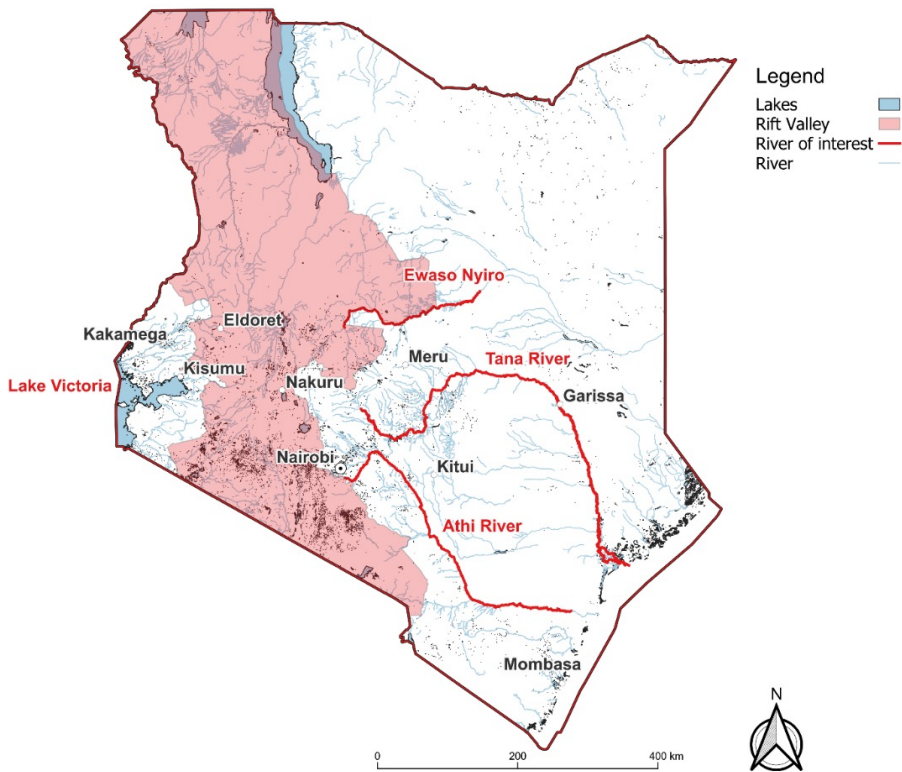 Legend
Lakes
Rift Valley
River of interest
River
Ewaso Nyiro
Eldoret
Kakamega
Meru
Tana River
Kisumu
Lake Victoria
Nakuru
Garissa
Nairobi
Kitui
Athi River
Mombasa
N
0 200 400 km